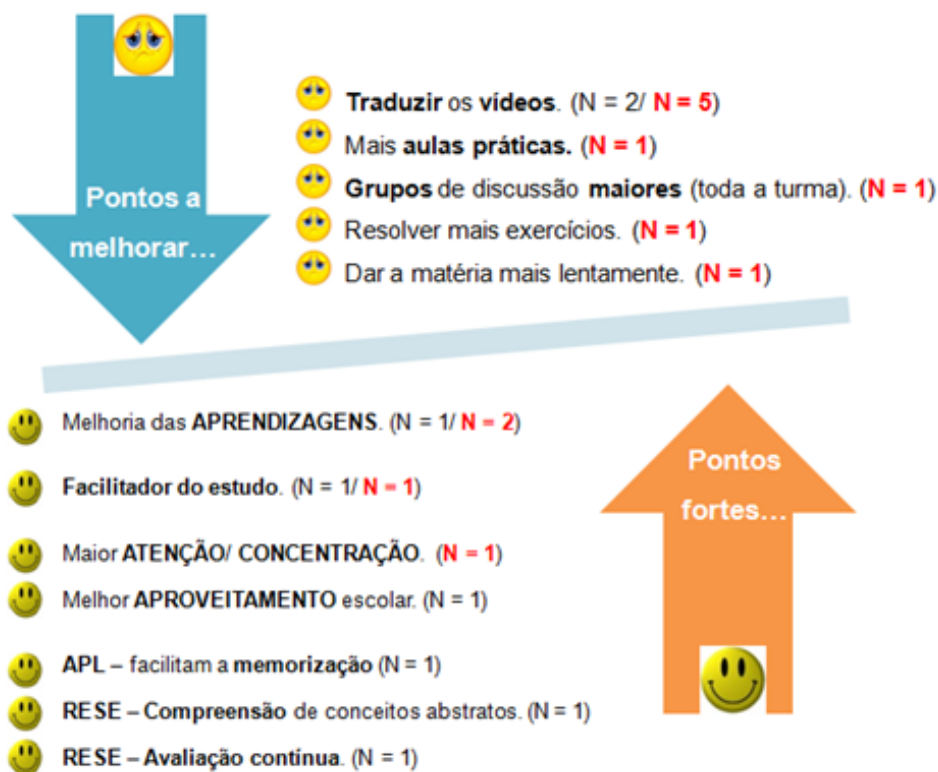 Pontos a
melhorar...
Traduzir os vídeos. (N = 2/ N = 5)
Mais aulas práticas. (N = 1)
Grupos de discussão maiores (toda a turma). (N = 1)
Resolver mais exercícios. (N = 1)
Dar a matéria mais lentamente. (N = 1)
Melhoria das APRENDIZAGENS. (N = 1/ N = 2)
Facilitador do estudo. (N = 1/ N = 1)
Maior ATENÇÃO/ CONCENTRAÇÃO. (N = 1)
Melhor APROVEITAMENTO escolar. (N = 1)
APL – facilitam a memorização (N = 1)
RESE – Compreensão de conceitos abstratos. (N = 1)
RESE – Avaliação contínua. (N = 1)
Pontos
fortes...